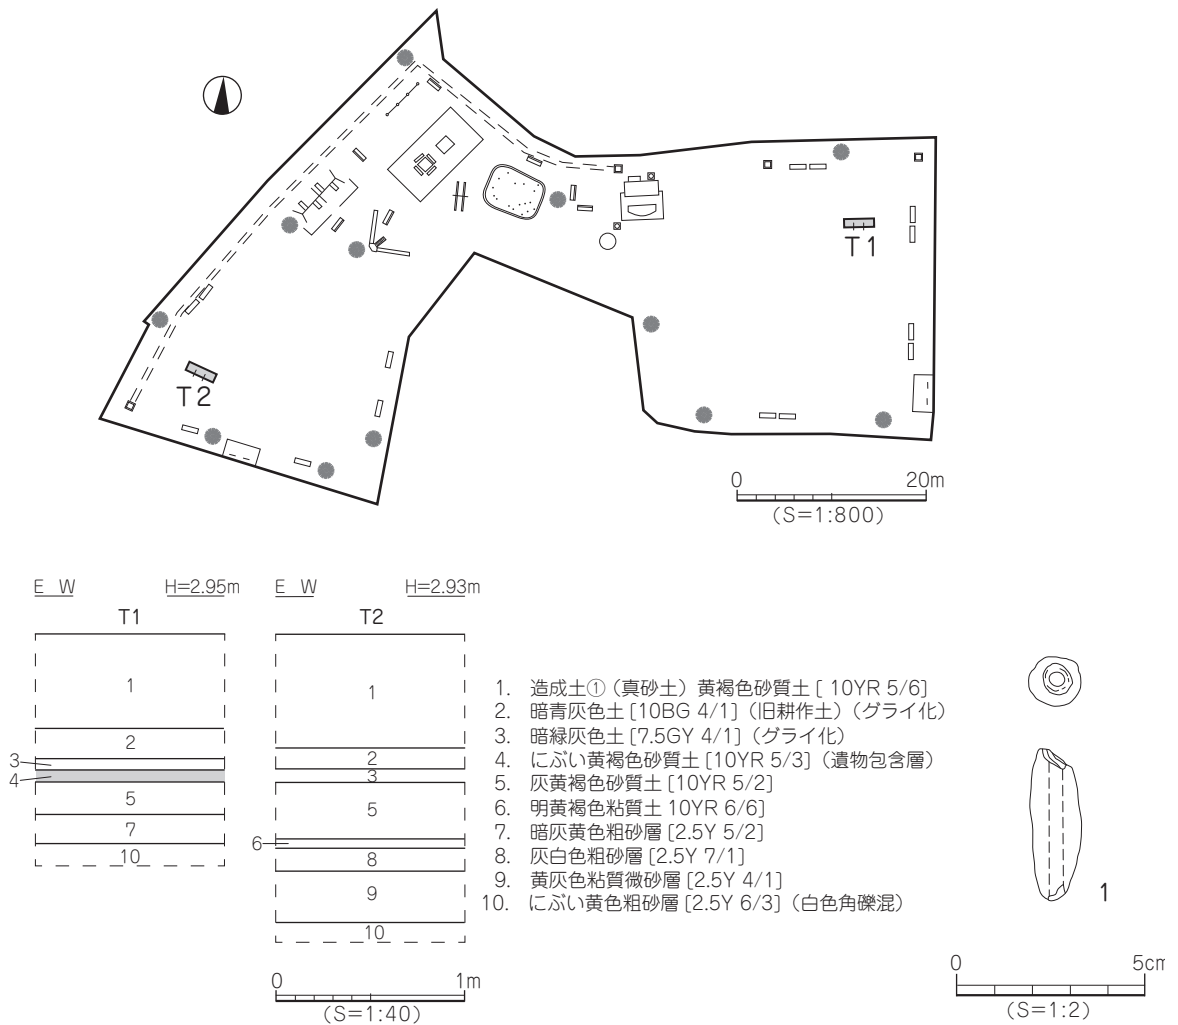 T1
T2
0 20m
(S=1:800)
E W H=2.95m E W H=2.93m
T1 T2
1
2
3
4
5
7
10
1
2
3
5
6
8
9
10
1. 造成土①(真砂土)黄褐色砂質土 [ 10YR 5/6]
2. 暗青灰色土 [10BG 4/1](旧耕作土)(グライ化)
3. 暗緑灰色土 [7.5GY 4/1](グライ化)
4. にぶい黄褐色砂質土 [10YR 5/3](遺物包含層)
5. 灰黄褐色砂質土 [10YR 5/2]
6. 明黄褐色粘質土 10YR 6/6]
7. 暗灰黄色粗砂層 [2.5Y 5/2]
8. 灰白色粗砂層 [2.5Y 7/1]
9. 黄灰色粘質微砂層 [2.5Y 4/1]
10. にぶい黄色粗砂層 [2.5Y 6/3](白色角礫混)
0 1m
(S=1:40)
1
0 5cm
(S=1:2)